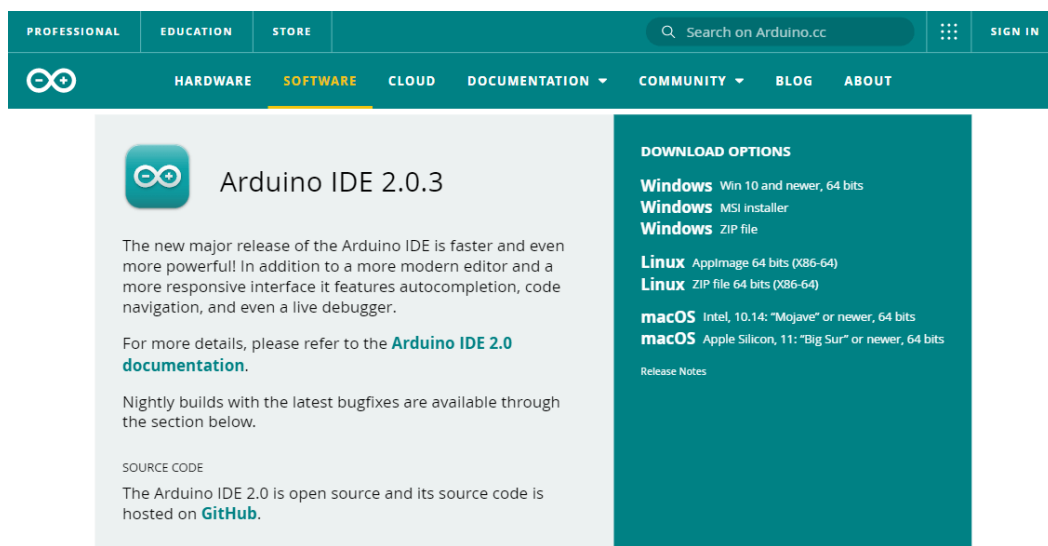 PROFESSIONAL EDUCATION STORE Search on Arduino.cc SIGN IN
HARDWARE SOFTWARE CLOUD DOCUMENTATION COMMUNITY BLOG ABOUT
Arduino IDE 2.0.3
The new major release of the Arduino IDE is faster and even
more powerful! In addition to a more modern editor and a
more responsive interface it features autocompletion, code
navigation, and even a live debugger.
For more details, please refer to the Arduino IDE 2.0
documentation.
Nightly builds with the latest bugfixes are available through
the section below.
SOURCE CODE
The Arduino IDE 2.0 is open source and its source code is
hosted on GitHub.
DOWNLOAD OPTIONS
Windows Win 10 and newer, 64 bits
Windows MSI installer
Windows ZIP file
Linux AppImage 64 bits (X86-64)
Linux ZIP file 64 bits (X86-64)
macOS Intel, 10.14: “Mojave” or newer, 64 bits
macOS Apple Silicon, 11: “Big Sur” or newer, 64 bits
Release Notes